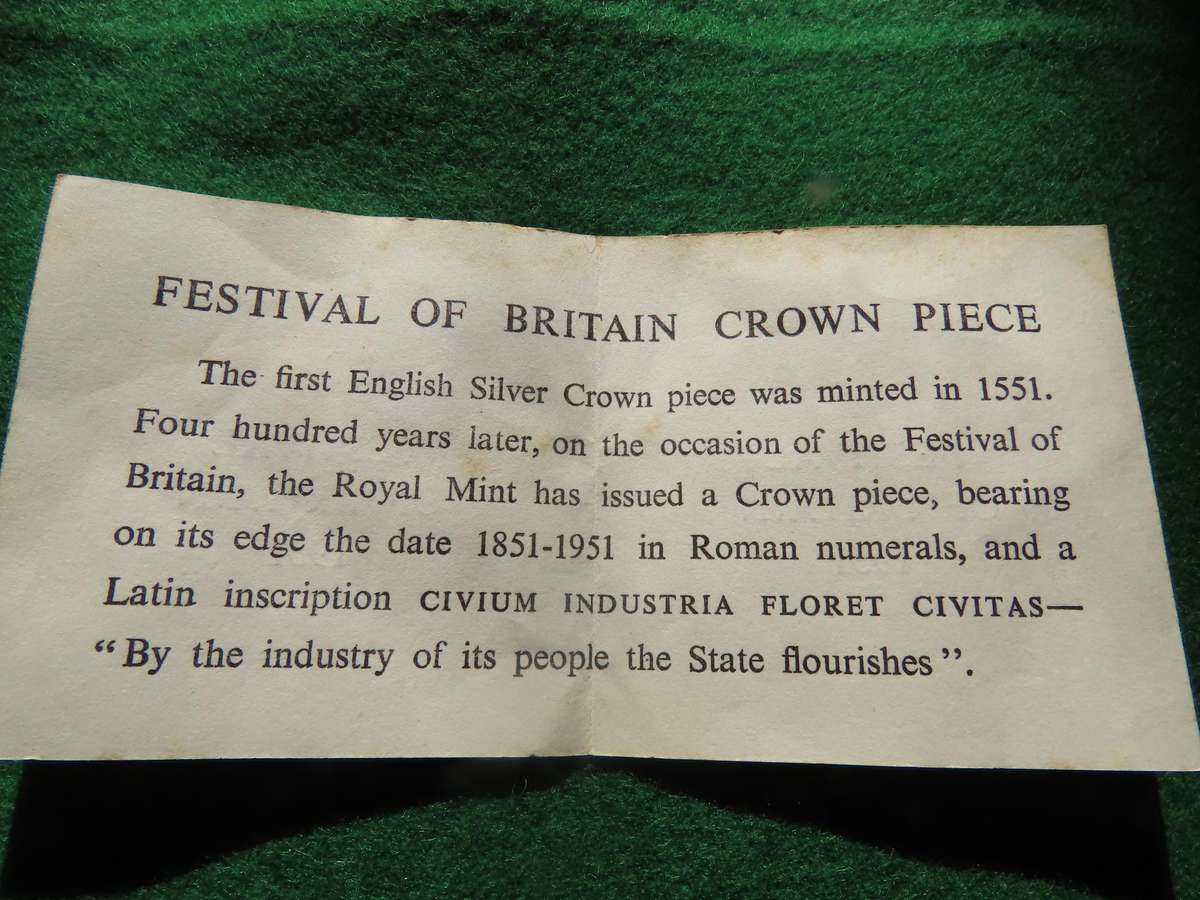 FESTIVAL OF BRITAIN CROWN PIECE
The first English Silver Crown piece was minted in 1551.
Four hundred years later, on the occasion of the Festival of
Britain, the Royal Mint has issued a Crown piece, bearing
on its edge the date 1851-1951 in Roman numerals, and a
Latin inscription CIVIUM INDUSTRIA FLORET CIVITAS—
“By the industry of its people the State flourishes”.